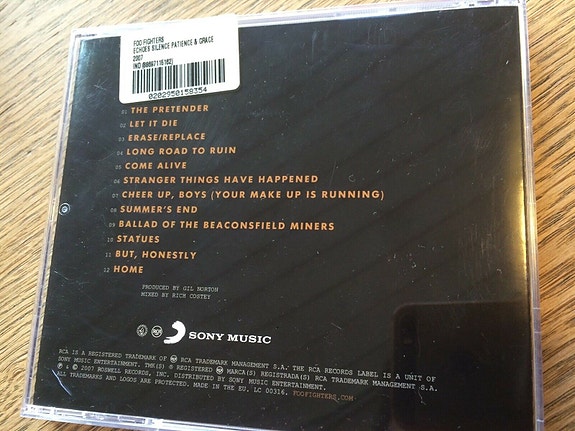 FOO FIGHTERS
ECHOES SILENCE PATIENCE & GRACE
2007
IND (88697115162)
0202950158354
01 THE PRETENDER
02 LET IT DIE
03 ERASE/REPLACE
04 LONG ROAD TO RUIN
05 COME ALIVE
06 STRANGER THINGS HAVE HAPPENED
07 CHEER UP, BOYS (YOUR MAKE UP IS RUNNING)
08 SUMMER'S END
09 BALLAD OF THE BEACONSFIELD MINERS
10 STATUES
11 BUT, HONESTLY
12 HOME
PRODUCED BY GIL NORTON
MIXED BY RICH COSTEY
SONY MUSIC
RCA IS A REGISTERED TRADEMARK OF RCA TRADEMARK MANAGEMENT S.A. THE RCA RECORDS LABEL IS A UNIT OF
SONY MUSIC ENTERTAINMENT. TMK(S) ® REGISTERED MARCA(S) REGISTRADA(S) RCA TRADEMARK MANAGEMENT S.A.
℗ & © 2007 ROSWELL RECORDS, INC. DISTRIBUTED BY SONY MUSIC ENTERTAINMENT.
ALL TRADEMARKS AND LOGOS ARE PROTECTED. MADE IN THE EU. LC 00316. FOOFIGHTERS.COM